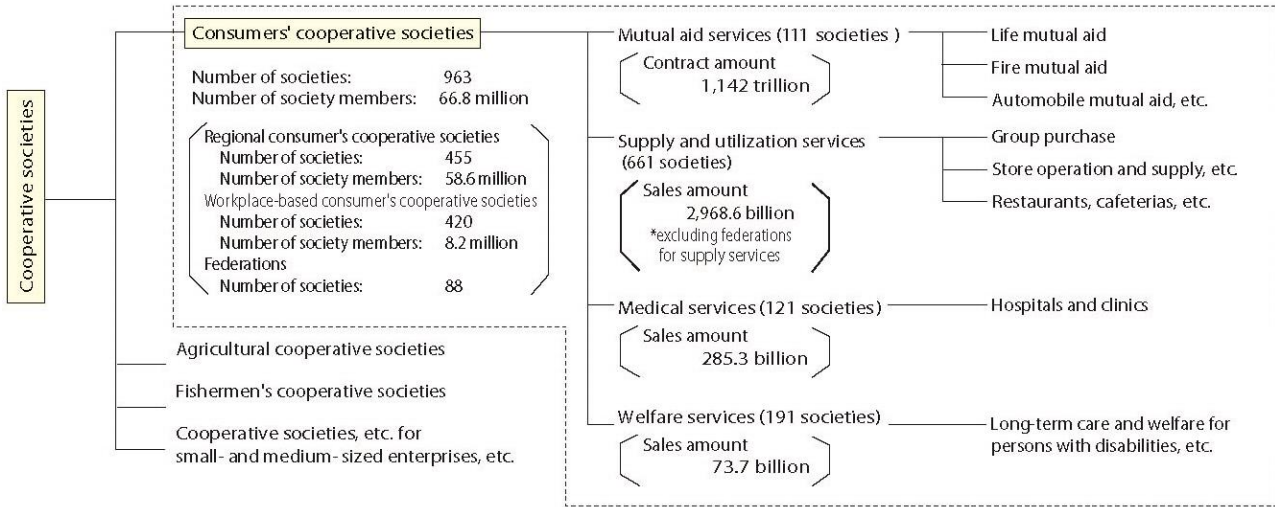 Cooperative societies
Consumers' cooperative societies
Number of societies: 963
Number of society members: 66.8 million
Regional consumer's cooperative societies
Number of societies: 455
Number of society members: 58.6 million
Workplace-based consumer's cooperative societies
Number of societies: 420
Number of society members: 8.2 million
Federations
Number of societies: 88
Agricultural cooperative societies
Fishermen's cooperative societies
Cooperative societies, etc. for
small- and medium- sized enterprises, etc.
Mutual aid services (111 societies )
Contract amount
1,142 trillion
Life mutual aid
Fire mutual aid
Automobile mutual aid, etc.
Supply and utilization services
(661 societies)
Sales amount
2,968.6 billion
*excluding federations
for supply services
Group purchase
Store operation and supply, etc.
Restaurants, cafeterias, etc.
Medical services (121 societies)
Sales amount
285.3 billion
Hospitals and clinics
Welfare services (191 societies)
Sales amount
73.7 billion
Long-term care and welfare for
persons with disabilities, etc.